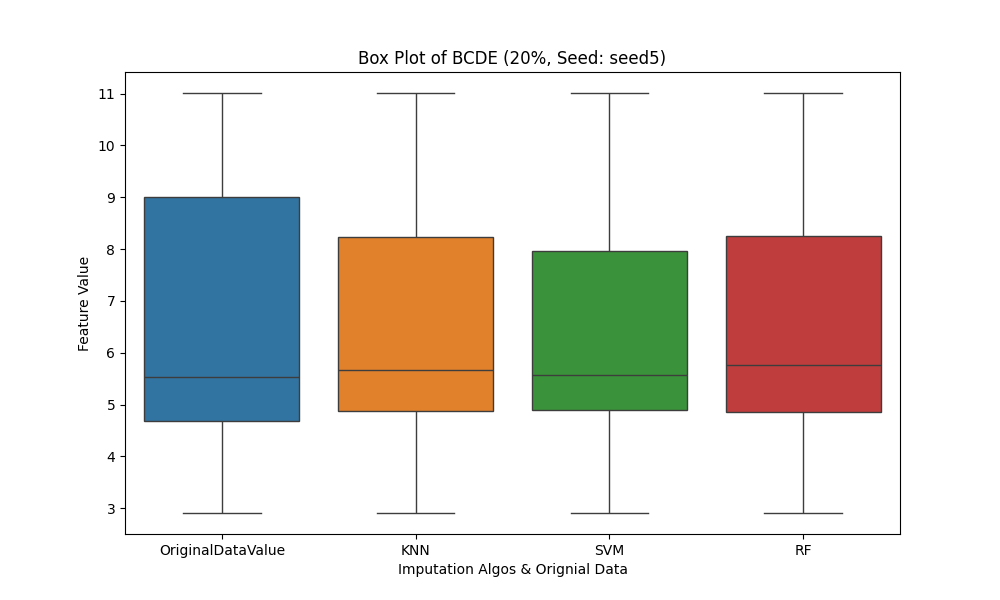 Box Plot of BCDE (20%, Seed: seed5)
Feature Value
11
10
9
8
7
6
5
4
3
OriginalDataValue KNN SVM RF
Imputation Algos & Orignial Data